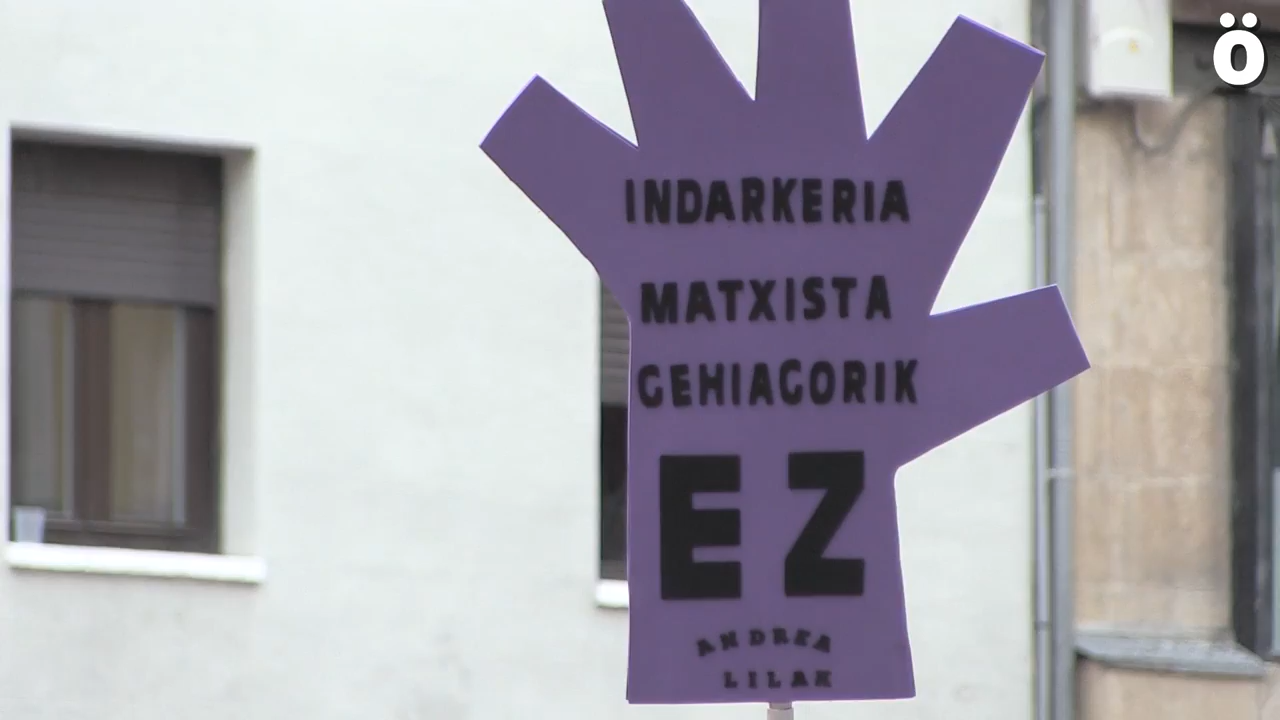 Ö
INDARKERIA
MATXISTA
GEHIAGORIK
EZ
ANDREA
LILAK